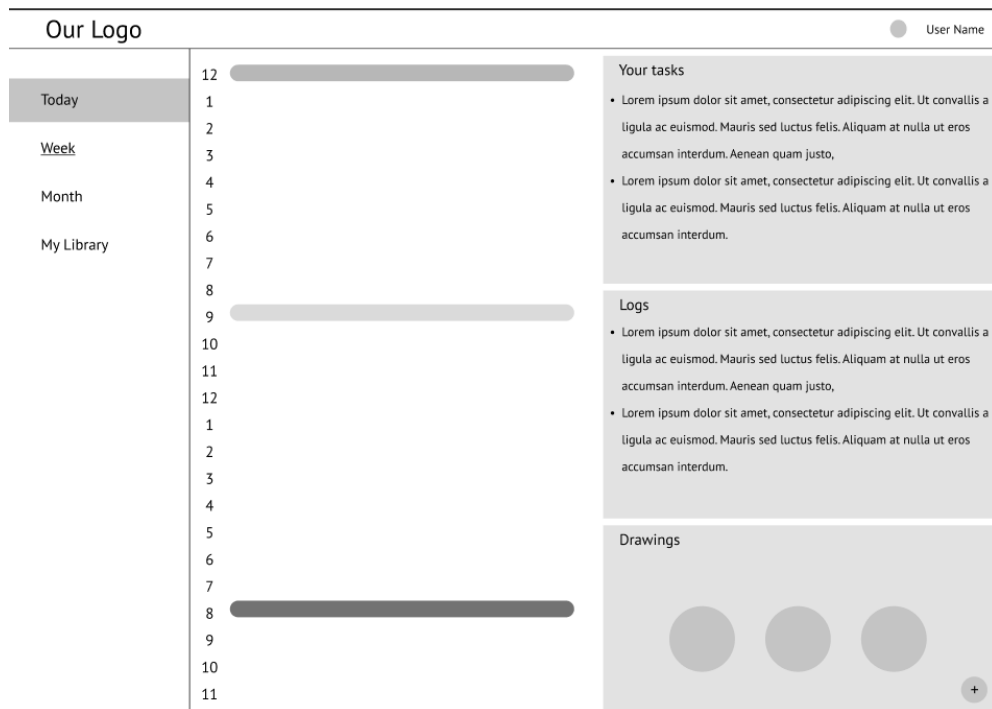 Our Logo
User Name
Today
Week
Month
My Library
12
1
2
3
4
5
6
7
8
9
10
11
12
1
2
3
4
5
6
7
8
9
10
11
Your tasks
• Lorem ipsum dolor sit amet, consectetur adipiscing elit. Ut convallis a
ligula ac euismod. Mauris sed luctus felis. Aliquam at nulla ut eros
accumsan interdum. Aenean quam justo,
• Lorem ipsum dolor sit amet, consectetur adipiscing elit. Ut convallis a
ligula ac euismod. Mauris sed luctus felis. Aliquam at nulla ut eros
accumsan interdum.
Logs
• Lorem ipsum dolor sit amet, consectetur adipiscing elit. Ut convallis a
ligula ac euismod. Mauris sed luctus felis. Aliquam at nulla ut eros
accumsan interdum. Aenean quam justo,
• Lorem ipsum dolor sit amet, consectetur adipiscing elit. Ut convallis a
ligula ac euismod. Mauris sed luctus felis. Aliquam at nulla ut eros
accumsan interdum.
Drawings
+